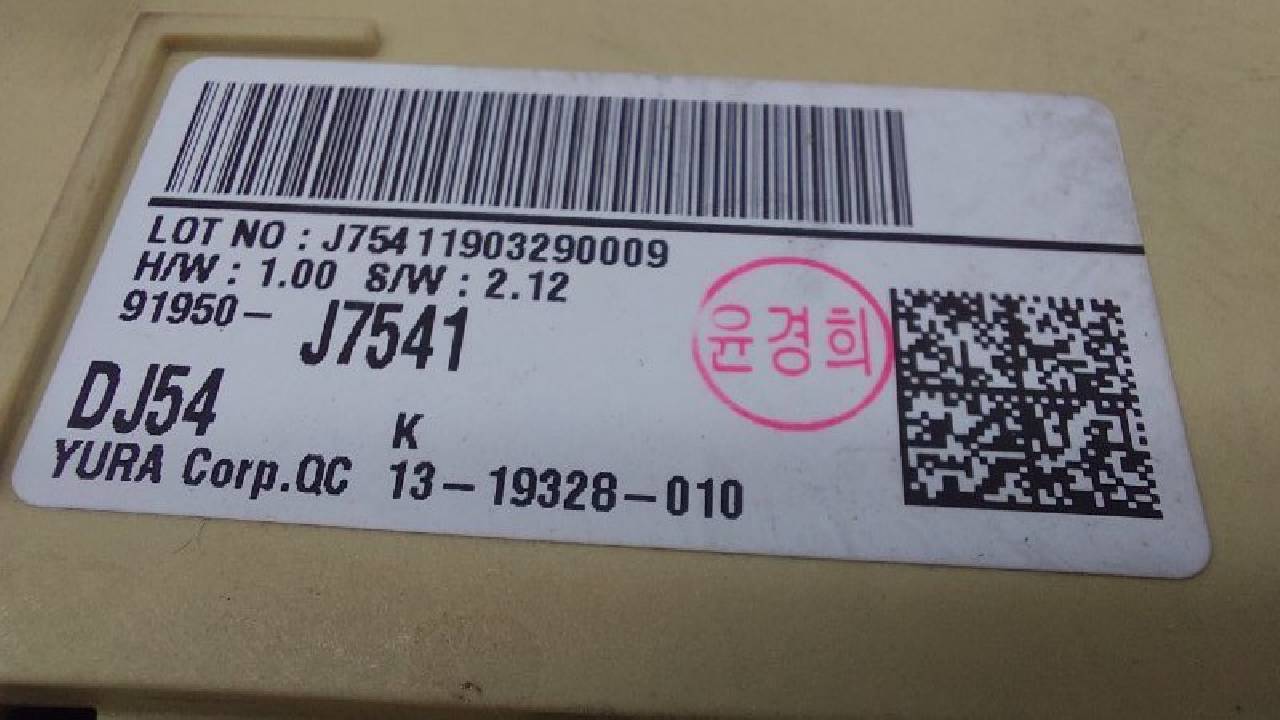 LOT NO : J75411903290009
H/W : 1.00 S/W : 2.12
91950- J7541
윤경희
DJ54
K
YURA Corp.QC 13-19328-010